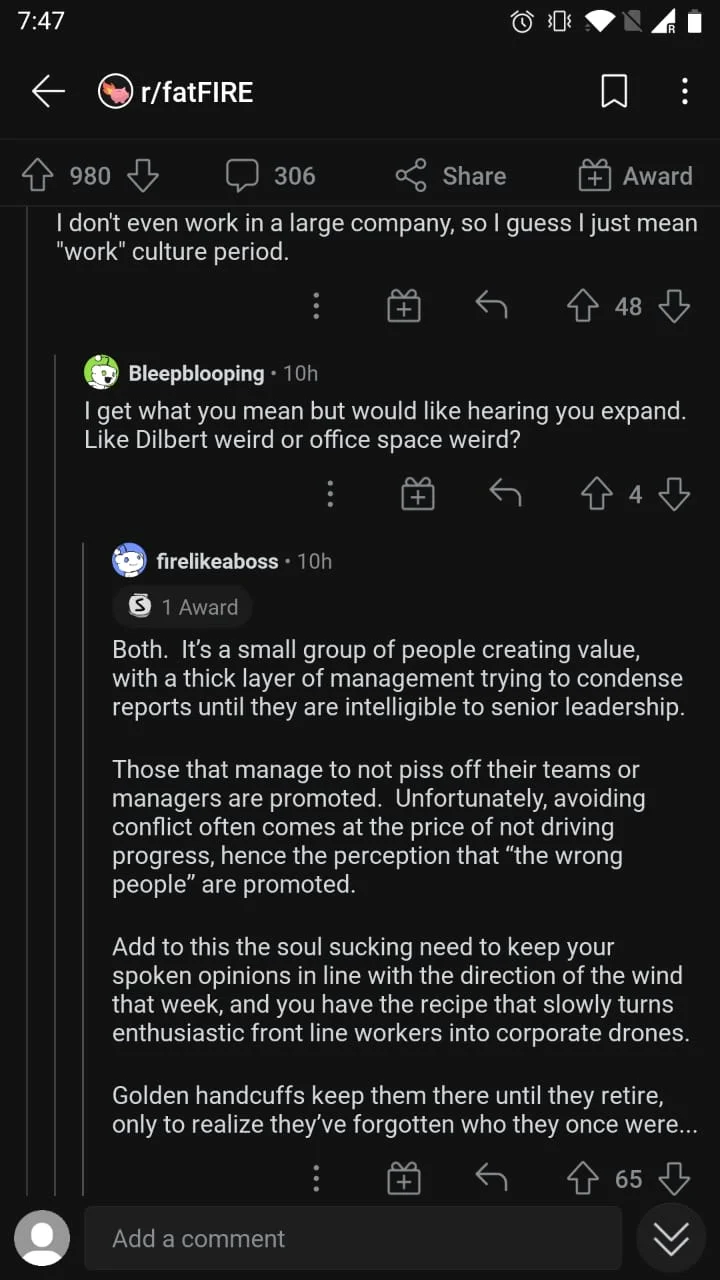 7:47
R
r/fatFIRE
980
306
Share
Award
I don't even work in a large company, so I guess I just mean
"work" culture period.
48
Bleepblooping • 10h
I get what you mean but would like hearing you expand.
Like Dilbert weird or office space weird?
4
firelikeaboss • 10h
S 1 Award
Both.  It’s a small group of people creating value,
with a thick layer of management trying to condense
reports until they are intelligible to senior leadership.
Those that manage to not piss off their teams or
managers are promoted.  Unfortunately, avoiding
conflict often comes at the price of not driving
progress, hence the perception that “the wrong
people” are promoted.
Add to this the soul sucking need to keep your
spoken opinions in line with the direction of the wind
that week, and you have the recipe that slowly turns
enthusiastic front line workers into corporate drones.
Golden handcuffs keep them there until they retire,
only to realize they’ve forgotten who they once were...
65
Add a comment